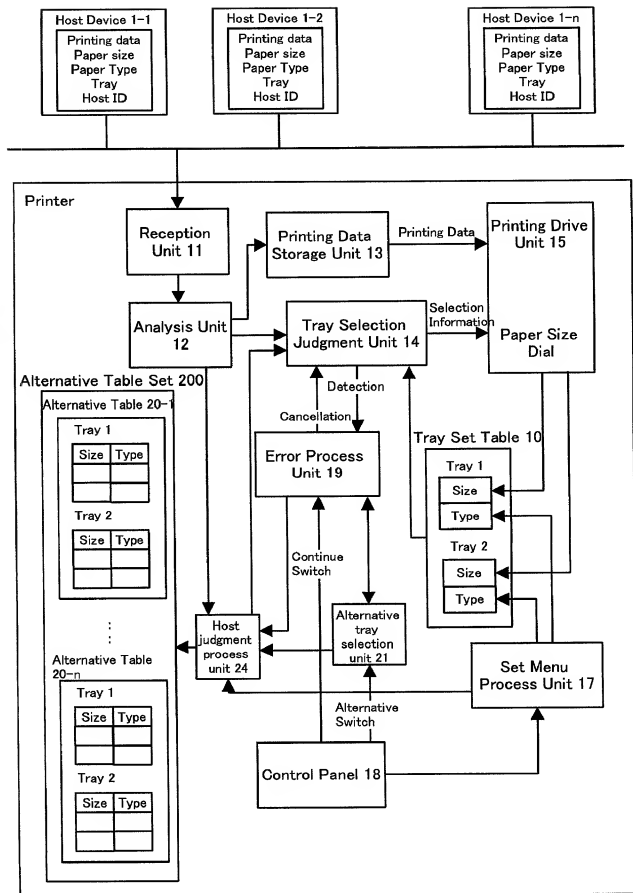 Host Device 1-1
Printing data
Paper size
Paper Type
Tray
Host ID
Host Device 1-2
Printing data
Paper size
Paper Type
Tray
Host ID
Host Device 1-n
Printing data
Paper size
Paper Type
Tray
Host ID
Printer
Reception
Unit 11
Printing Data
Storage Unit 13
Printing Data
Printing Drive
Unit 15
Paper Size
Dial
Analysis Unit
12
Tray Selection
Judgment Unit 14
Selection
Information
Detection
Cancellation
Error Process
Unit 19
Tray Set Table 10
Tray 1
Size
Type
Tray 2
Size
Type
Alternative Table Set 200
Alternative Table 20-1
Tray 1
Size Type
Tray 2
Size Type
Alternative Table
20-n
Tray 1
Size Type
Tray 2
Size Type
Continue
Switch
Host
judgment
process
unit 24
Alternative
tray
selection
unit 21
Alternative
Switch
Set Menu
Process Unit 17
Control Panel 18